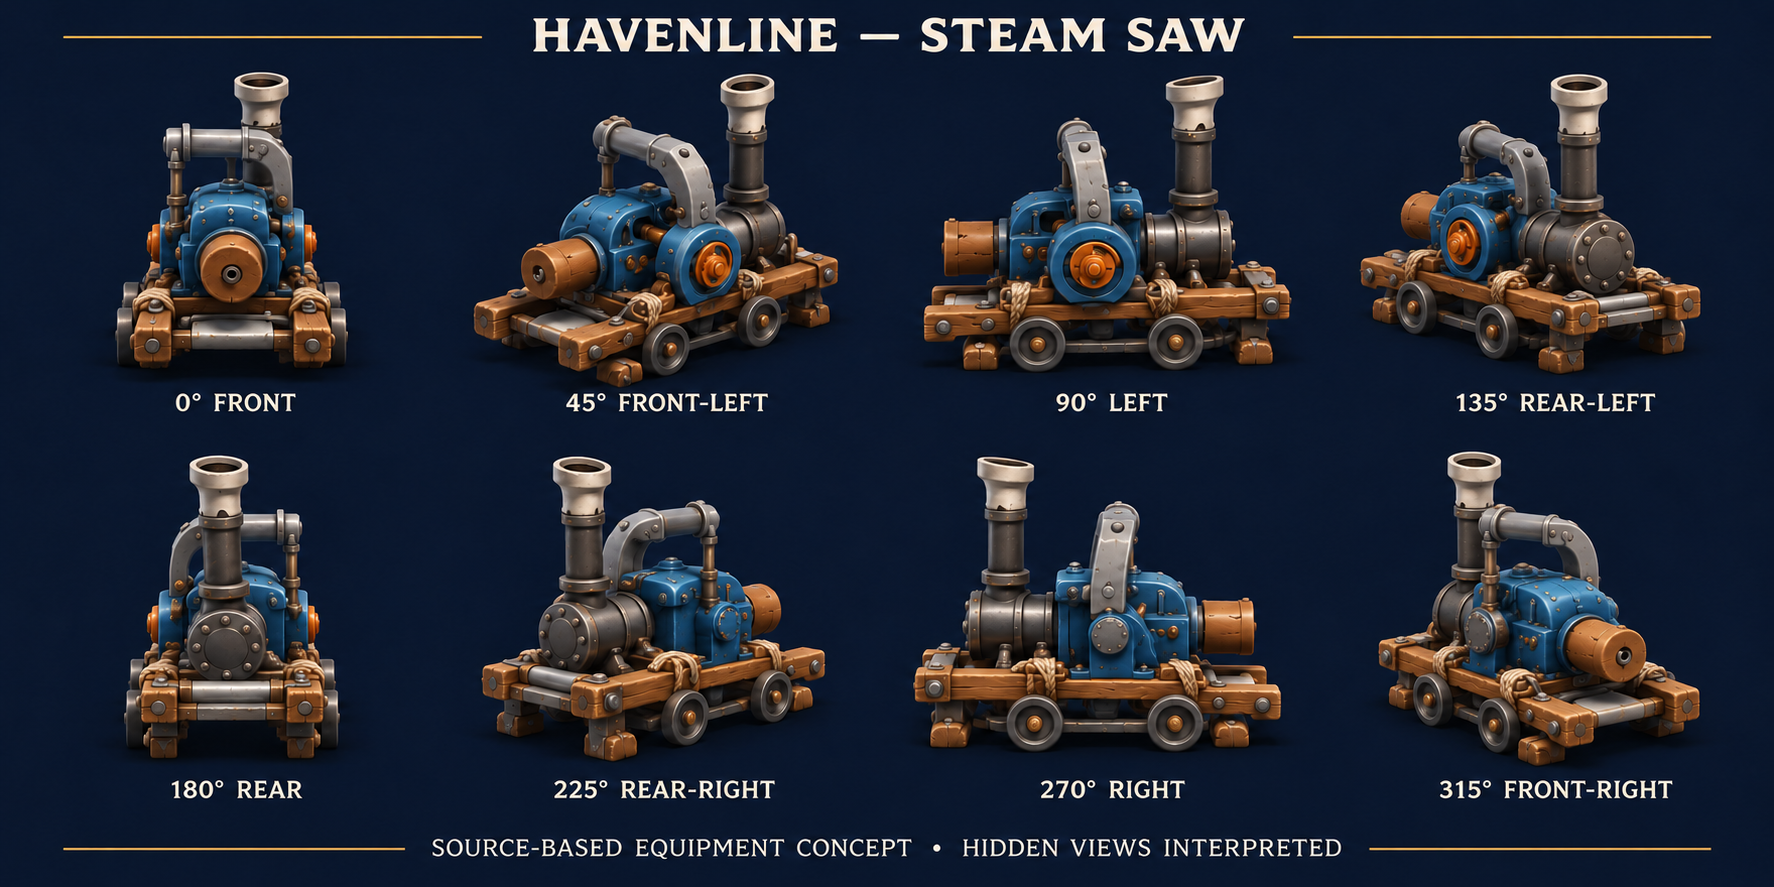 HAVENLINE — STEAM SAW
0° FRONT
45° FRONT-LEFT
90° LEFT
135° REAR-LEFT
180° REAR
225° REAR-RIGHT
270° RIGHT
315° FRONT-RIGHT
SOURCE-BASED EQUIPMENT CONCEPT • HIDDEN VIEWS INTERPRETED